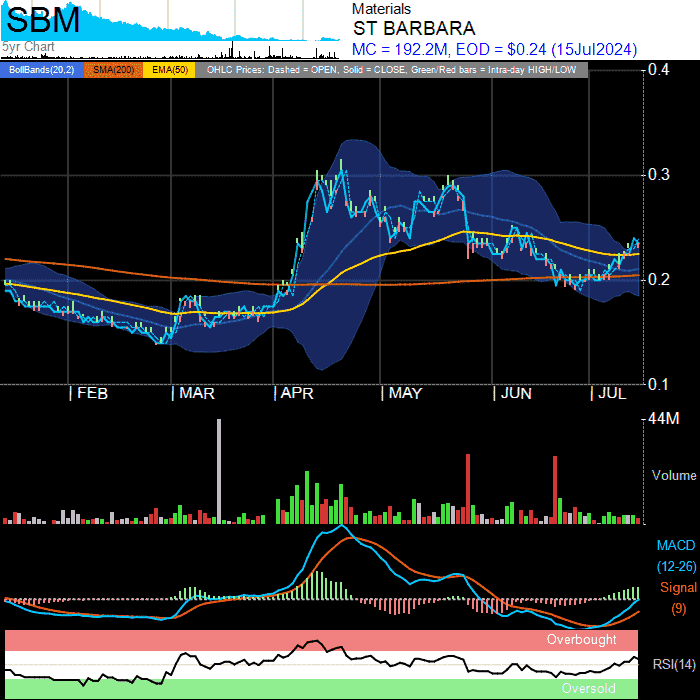 SBM
5yr Chart
Materials
ST BARBARA
MC = 192.2M, EOD = $0.24 (15Jul2024)
BollBands(20,2) SMA(200) EMA(50) OHLC Prices: Dashed = OPEN, Solid = CLOSE, Green/Red bars = Intra-day HIGH/LOW
0.4
0.3
0.2
0.1
| FEB | MAR | APR | MAY | JUN | JUL
44M
Volume
MACD
(12-26)
Signal
(9)
Overbought
RSI(14)
Oversold